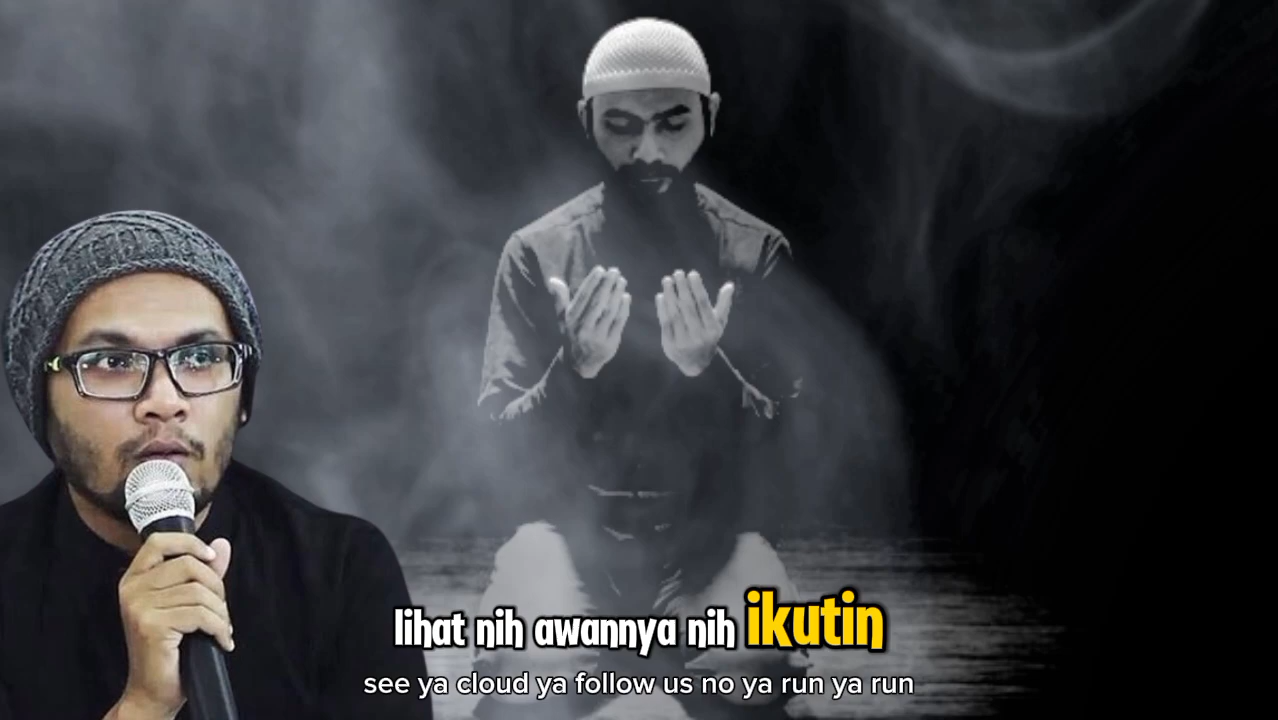 lihat nih awannya nih ikutin
see ya cloud ya follow us no ya run ya run